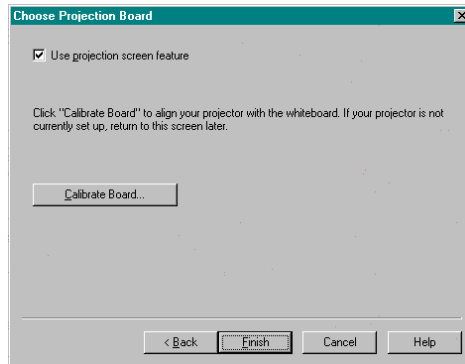 Choose Projection Board
Use projection screen feature
Click "Calibrate Board" to align your projector with the whiteboard. If your projector is not
currently set up, return to this screen later.
Calibrate Board...
< Back
Finish
Cancel
Help